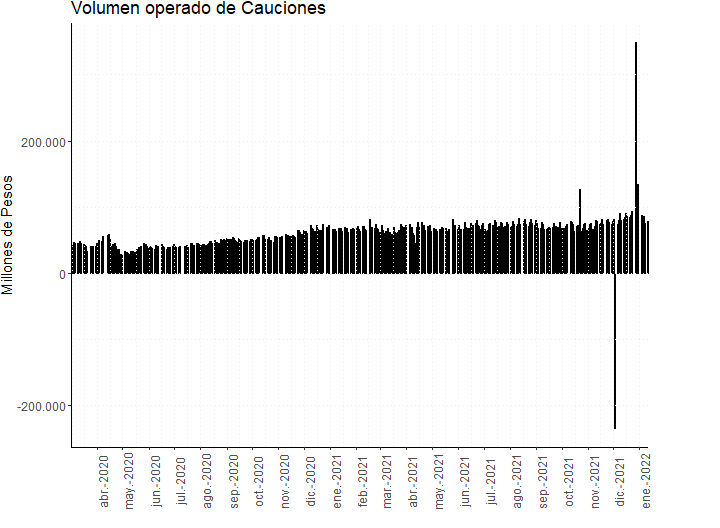 Volumen operado de Cauciones
Millones de Pesos
200.000
0
-200.000
abr.-2020
may.-2020
jun.-2020
jul.-2020
ago.-2020
sep.-2020
oct.-2020
nov.-2020
dic.-2020
ene.-2021
feb.-2021
mar.-2021
abr.-2021
may.-2021
jun.-2021
jul.-2021
ago.-2021
sep.-2021
oct.-2021
nov.-2021
dic.-2021
ene.-2022